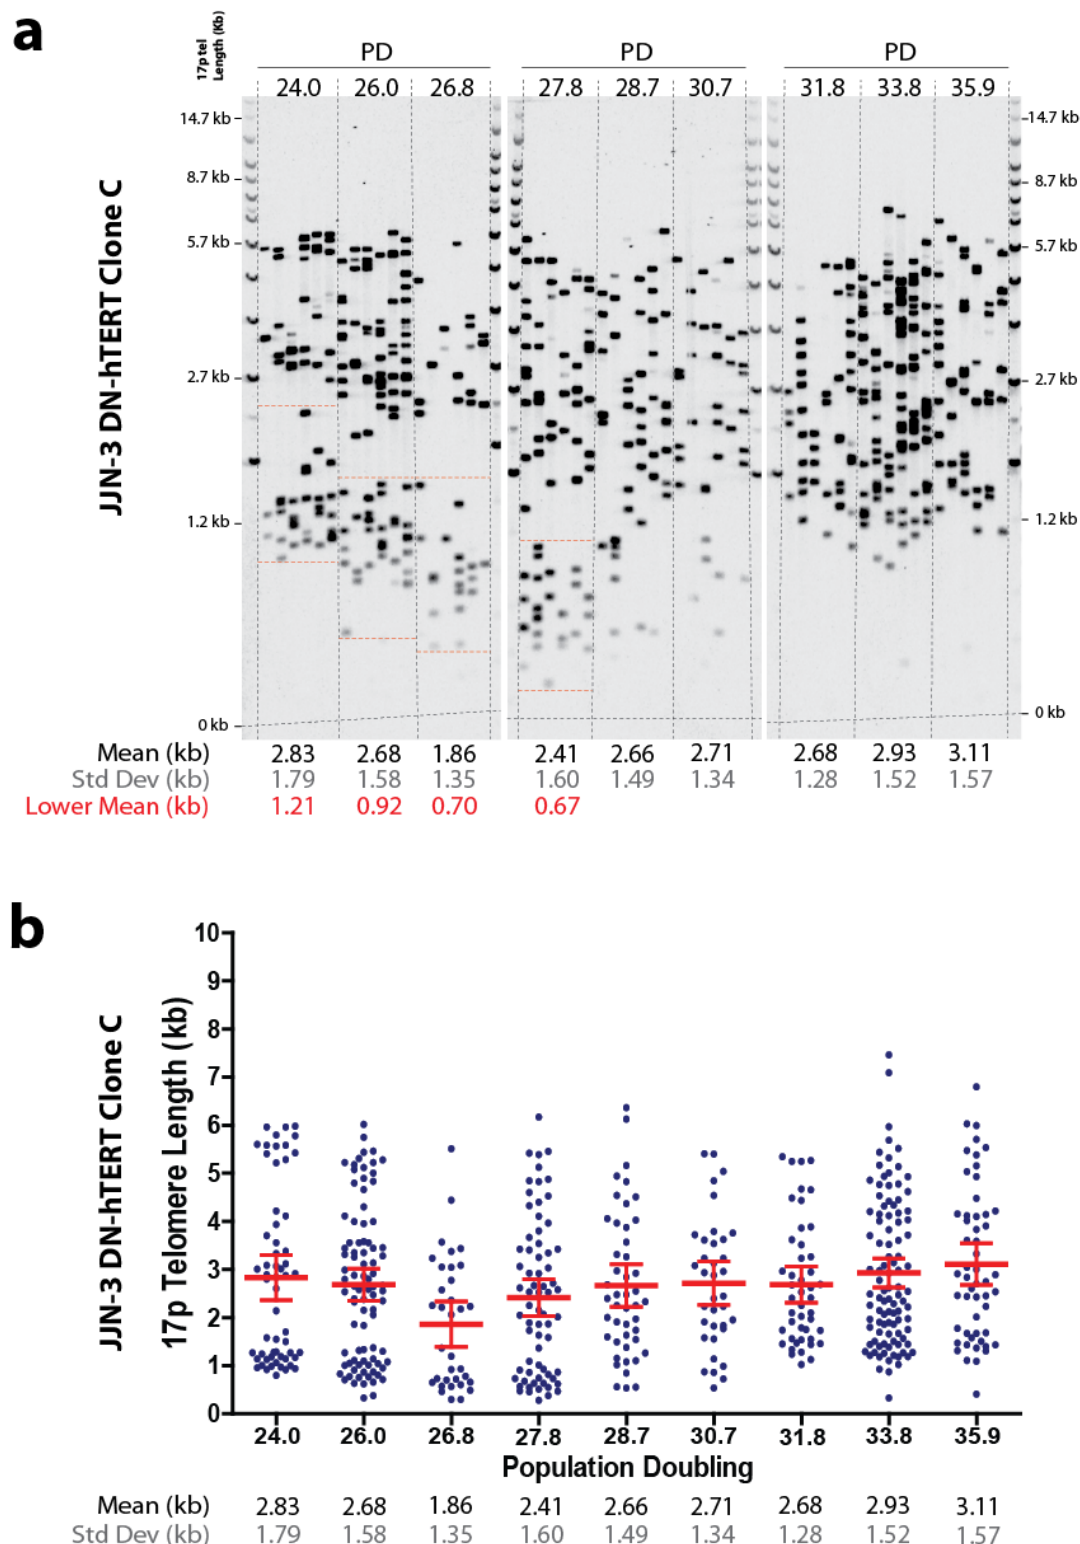 a
17ptel
Length (Kb)
PD PD PD
24.0 26.0 26.8 27.8 28.7 30.7 31.8 33.8 35.9
14.7 kb 14.7 kb
8.7 kb 8.7 kb
5.7 kb 5.7 kb
2.7 kb 2.7 kb
1.2 kb 1.2 kb
0 kb 0 kb
JJN-3 DN-hTERT Clone C
Mean (kb) 2.83 2.68 1.86 2.41 2.66 2.71 2.68 2.93 3.11
Std Dev (kb) 1.79 1.58 1.35 1.60 1.49 1.34 1.28 1.52 1.57
Lower Mean (kb) 1.21 0.92 0.70 0.67
b
JJN-3 DN-hTERT Clone C
17p Telomere Length (kb)
10
9
8
7
6
5
4
3
2
1
0
24.0 26.0 26.8 27.8 28.7 30.7 31.8 33.8 35.9
Population Doubling
Mean (kb) 2.83 2.68 1.86 2.41 2.66 2.71 2.68 2.93 3.11
Std Dev (kb) 1.79 1.58 1.35 1.60 1.49 1.34 1.28 1.52 1.57